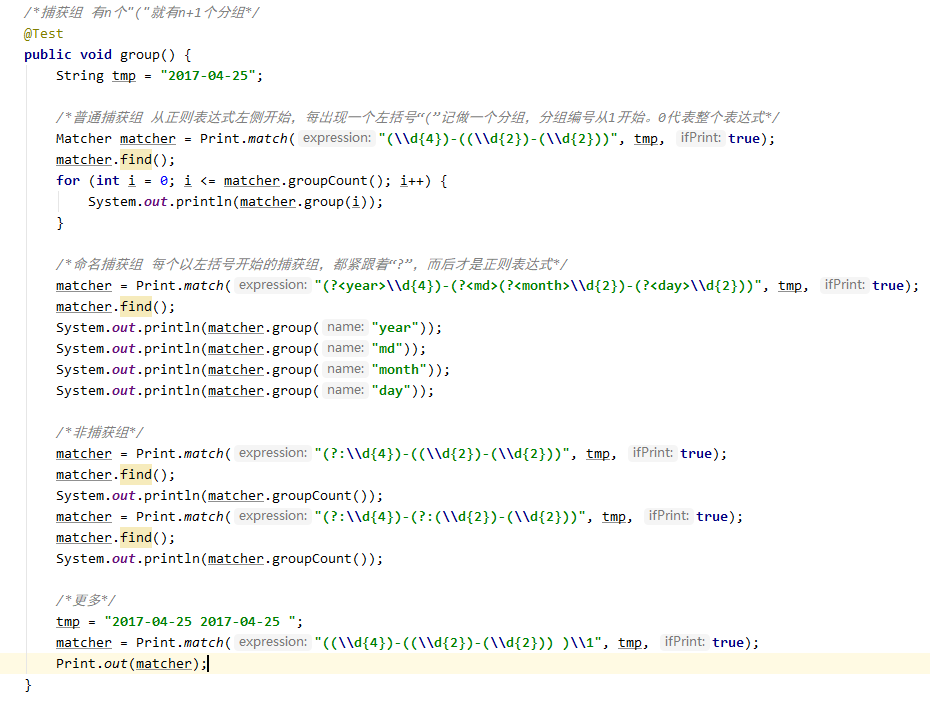 /*捕获组 有n个"("就有n+1个分组*/
@Test
public void group() {
String tmp = "2017-04-25";
/*普通捕获组 从正则表达式左侧开始，每出现一个左括号“(”记做一个分组，分组编号从1开始。0代表整个表达式*/
Matcher matcher = Print.match( expression: "(\\d{4})-((\\d{2})-(\\d{2}))", tmp, ifPrint: true);
matcher.find();
for (int i = 0; i <= matcher.groupCount(); i++) {
System.out.println(matcher.group(i));
}
/*命名捕获组 每个以左括号开始的捕获组，都紧跟着“?”，而后才是正则表达式*/
matcher = Print.match( expression: "(?<year>\\d{4})-(?<md>(?<month>\\d{2})-(?<day>\\d{2}))", tmp, ifPrint: true);
matcher.find();
System.out.println(matcher.group( name: "year"));
System.out.println(matcher.group( name: "md"));
System.out.println(matcher.group( name: "month"));
System.out.println(matcher.group( name: "day"));
/*非捕获组*/
matcher = Print.match( expression: "(?:\\d{4})-((\\d{2})-(\\d{2}))", tmp, ifPrint: true);
matcher.find();
System.out.println(matcher.groupCount());
matcher = Print.match( expression: "(?:\\d{4})-(?:(\\d{2})-(\\d{2}))", tmp, ifPrint: true);
matcher.find();
System.out.println(matcher.groupCount());
/*更多*/
tmp = "2017-04-25 2017-04-25 ";
matcher = Print.match( expression: "((\\d{4})-((\\d{2})-(\\d{2})) )\\1", tmp, ifPrint: true);
Print.out(matcher);
}